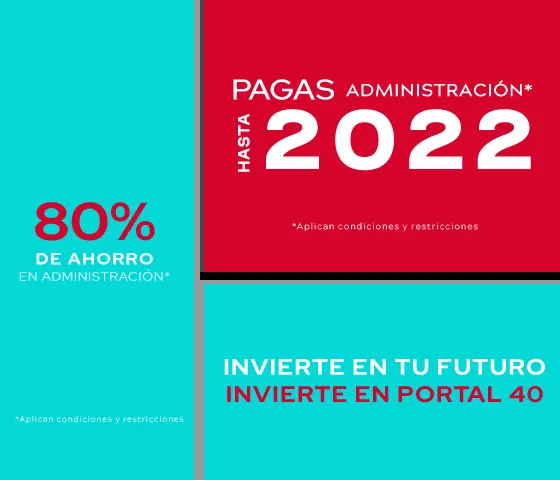 80%
DE AHORRO
EN ADMINISTRACIÓN*
*Aplican condiciones y restricciones
PAGAS ADMINISTRACIÓN*
HASTA 2022
*Aplican condiciones y restricciones
INVIERTE EN TU FUTURO
INVIERTE EN PORTAL 40